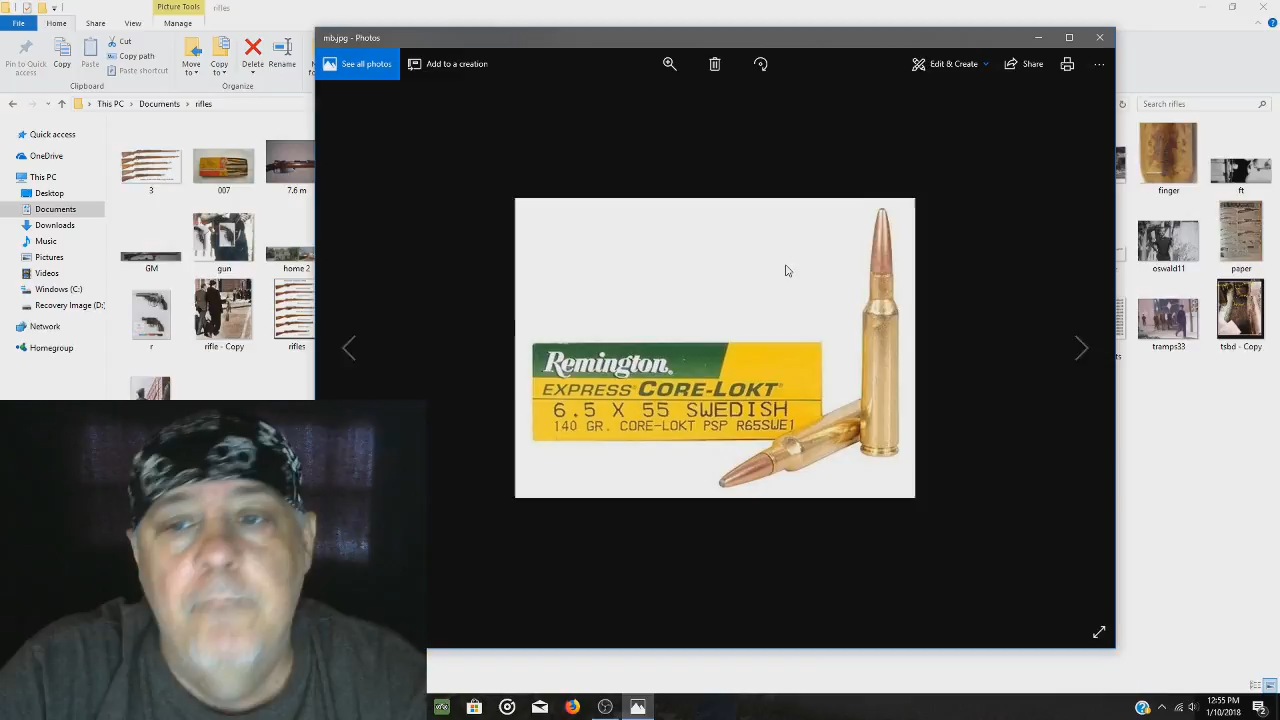 Picture Tools
rifles
File
Home
Share
View
Manage
mb.jpg - Photos
See all photos
Add to a creation
Edit & Create
Share
Pin to Quick access
Copy
Paste
Cut
Copy path
Paste shortcut
Move to
Copy to
Delete
Rename
Clipboard
Organize
This PC
Documents
rifles
Search rifles
Quick access
OneDrive
This PC
Desktop
Documents
Downloads
Music
Pictures
Videos
Windows (C:)
Recovery Image (D:
Network
Homegroup
3
007
7.6 m
GM
gun
home 2
r
rifle - Copy
rifles
finger
ft
oswald11
paper
tramps33
tsbd - Copy
Remington
EXPRESS CORE-LOKT
6.5 X 55 SWEDISH
140 GR. CORE-LOKT PSP R65SWE1
12:55 PM
1/10/2018